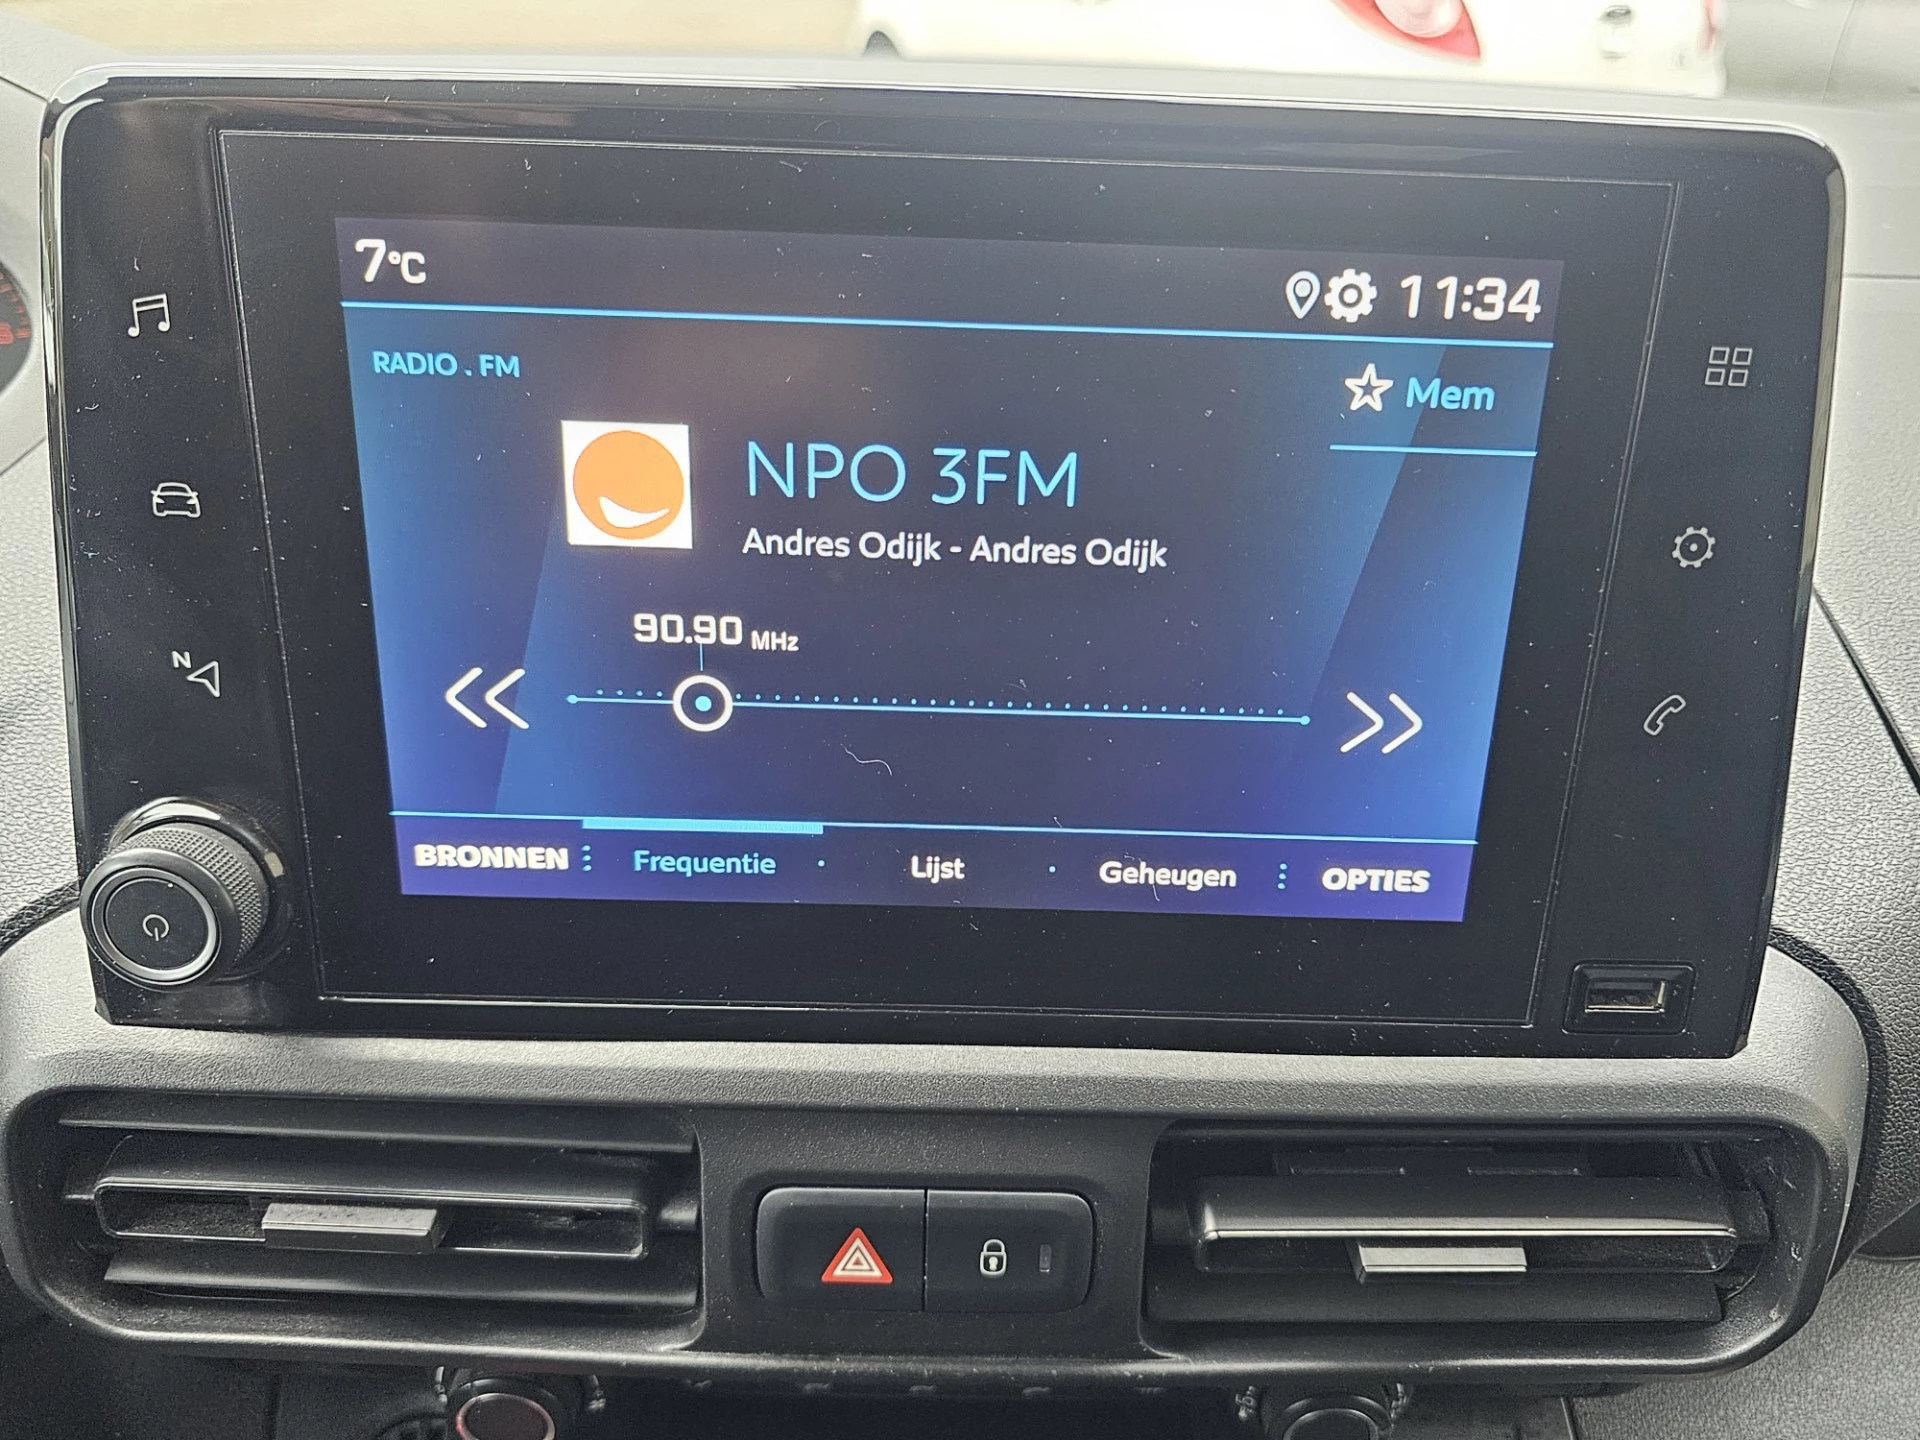 7°C
11:34
RADIO . FM
Mem
NPO 3FM
Andres Odijk - Andres Odijk
90.90 MHz
N
BRONNEN Frequentie Lijst Geheugen OPTIES